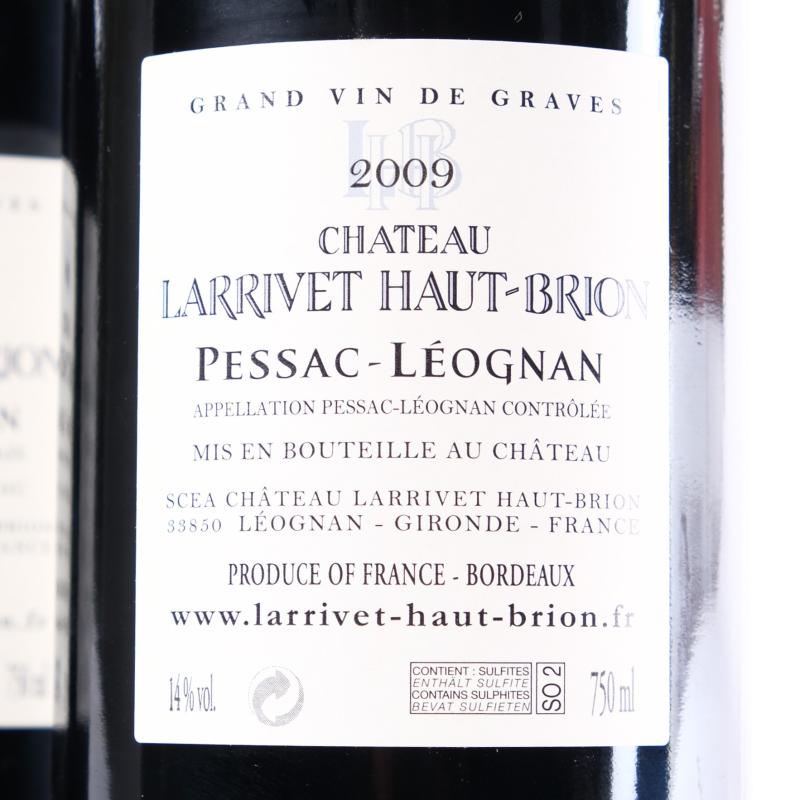 GRAND VIN DE GRAVES
LHB
2009
CHATEAU
LARRIVET HAUT-BRION
PESSAC-LÉOGNAN
APPELLATION PESSAC-LÉOGNAN CONTRÔLÉE
MIS EN BOUTEILLE AU CHÂTEAU
SCEA CHÂTEAU LARRIVET HAUT-BRION
33850 LÉOGNAN - GIRONDE - FRANCE
PRODUCE OF FRANCE - BORDEAUX
www.larrivet-haut-brion.fr
14% vol.
CONTIENT : SULFITES
ENTHÄLT SULFITE
CONTAINS SULPHITES
BEVAT SULFIETEN
SO2
750 ml